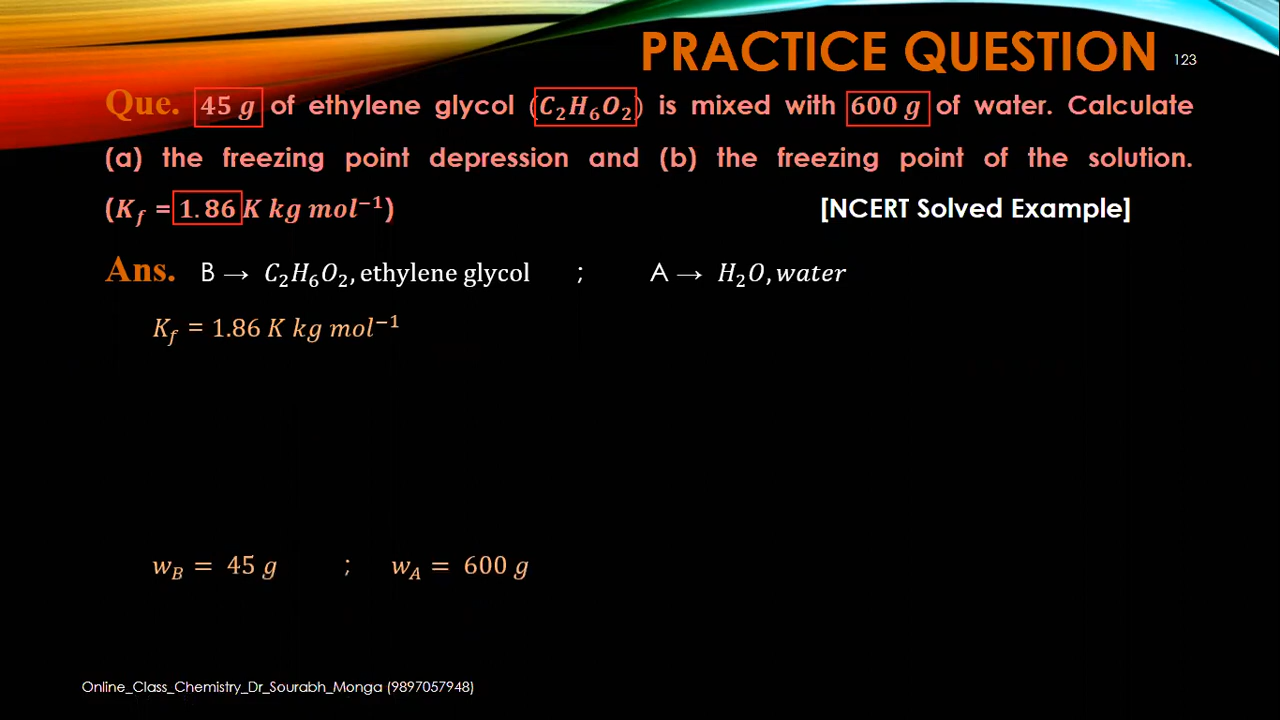 PRACTICE QUESTION 123
Que. 45 g of ethylene glycol (C₂H₆O₂) is mixed with 600 g of water. Calculate
(a) the freezing point depression and (b) the freezing point of the solution.
(K_f = 1.86 K kg mol⁻¹) [NCERT Solved Example]
Ans. B → C₂H₆O₂, ethylene glycol ; A → H₂O, water
K_f = 1.86 K kg mol⁻¹
w_B = 45 g ; w_A = 600 g
Online_Class_Chemistry_Dr_Sourabh_Monga (9897057948)